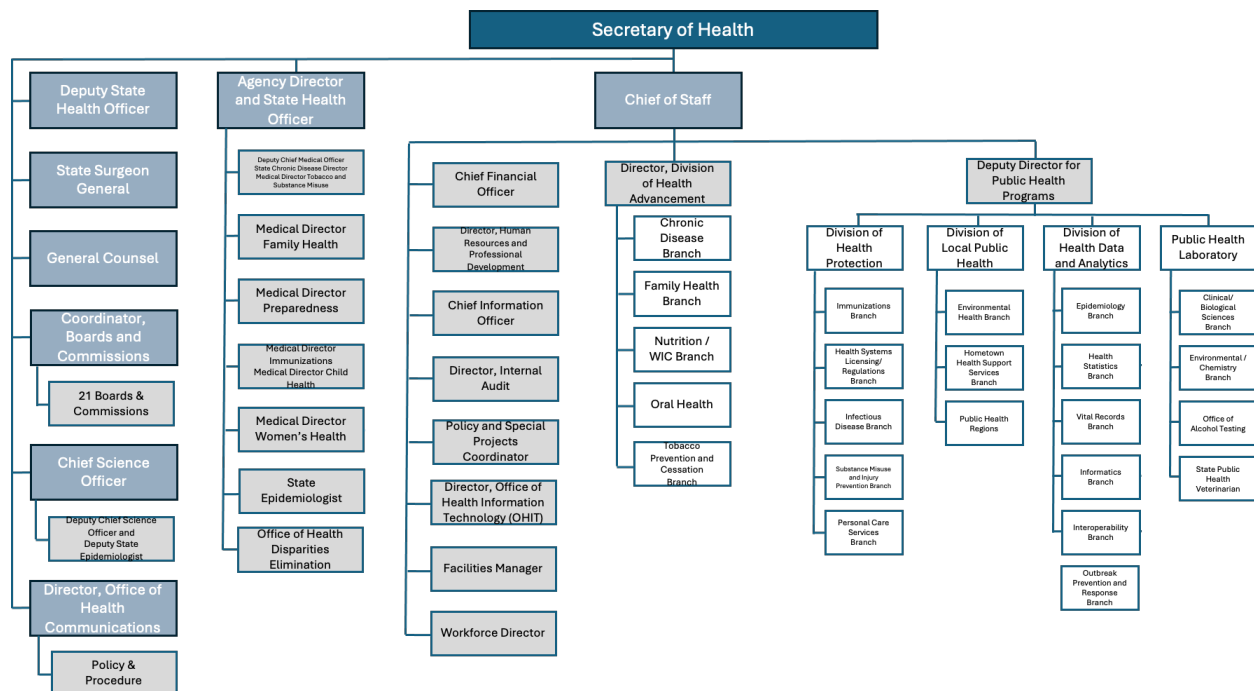 Secretary of Health
Deputy State
Health Officer
State Surgeon
General
General Counsel
Coordinator,
Boards and
Commissions
21 Boards &
Commissions
Chief Science
Officer
Deputy Chief Science
Officer and
Deputy State
Epidemiologist
Director, Office of
Health
Communications
Policy &
Procedure
Agency Director
and State Health
Officer
Deputy Chief Medical Officer
State Chronic Disease Director
Medical Director Tobacco and
Substance Misuse
Medical Director
Family Health
Medical Director
Preparedness
Medical Director
Immunizations
Medical Director Child
Health
Medical Director
Women's Health
State
Epidemiologist
Office of Health
Disparities
Elimination
Chief of Staff
Chief Financial
Officer
Director, Human
Resources and
Professional
Development
Chief Information
Officer
Director, Internal
Audit
Policy and Special
Projects
Coordinator
Director, Office of
Health Information
Technology (OHIT)
Facilities Manager
Workforce Director
Director, Division
of Health
Advancement
Chronic
Disease
Branch
Family Health
Branch
Nutrition /
WIC Branch
Oral Health
Tobacco
Prevention and
Cessation
Branch
Deputy Director for
Public Health
Programs
Division of
Health
Protection
Immunizations
Branch
Health Systems
Licensing/
Regulations
Branch
Infectious
Disease Branch
Substance Misuse
and Injury
Prevention Branch
Personal Care
Services
Branch
Division of
Local Public
Health
Environmental
Health Branch
Hometown
Health Support
Services
Branch
Public Health
Regions
Division of
Health Data
and Analytics
Epidemiology
Branch
Health
Statistics
Branch
Vital Records
Branch
Informatics
Branch
Interoperability
Branch
Outbreak
Prevention and
Response
Branch
Public Health
Laboratory
Clinical/
Biological
Sciences
Branch
Environmental /
Chemistry
Branch
Office of
Alcohol Testing
State Public
Health
Veterinarian